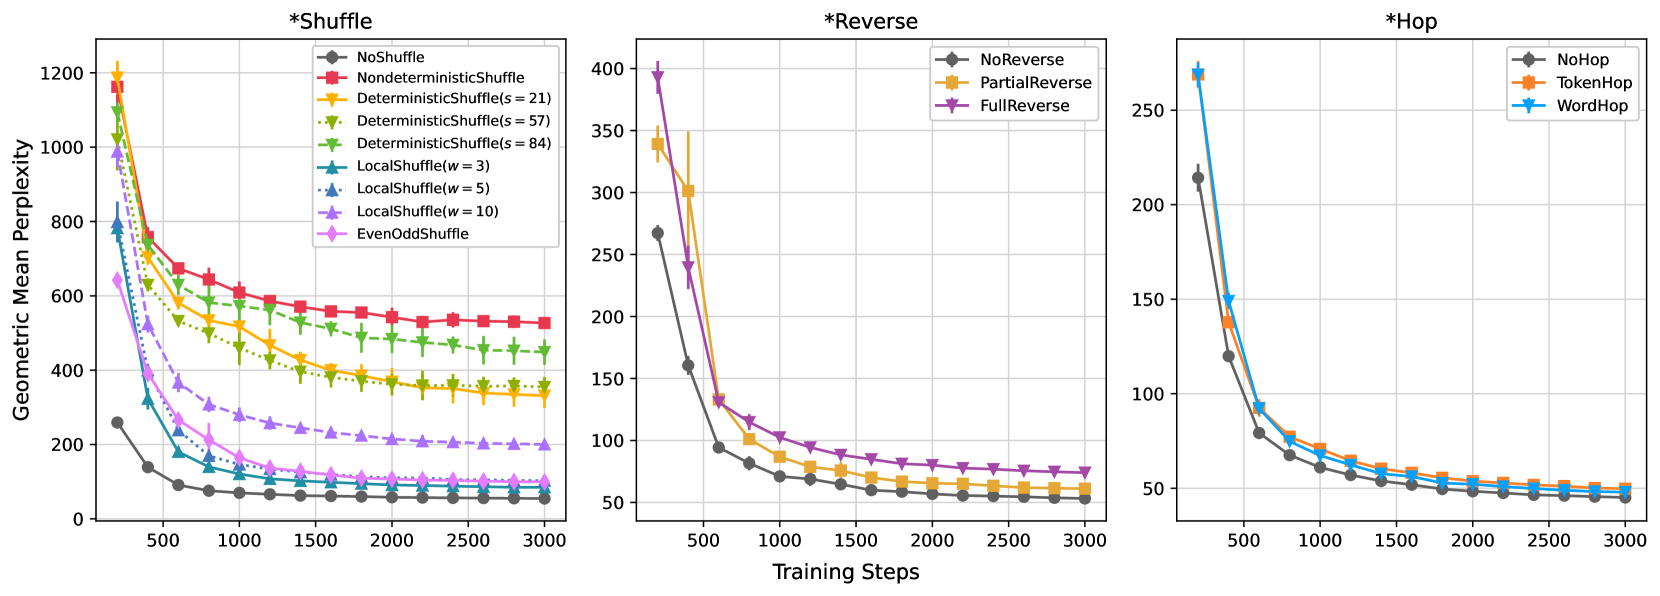 *Shuffle
*Reverse
*Hop
Geometric Mean Perplexity
1200
1000
800
600
400
200
0
NoShuffle
NondeterministicShuffle
DeterministicShuffle(s = 21)
DeterministicShuffle(s = 57)
DeterministicShuffle(s = 84)
LocalShuffle(w = 3)
LocalShuffle(w = 5)
LocalShuffle(w = 10)
EvenOddShuffle
500 1000 1500 2000 2500 3000
400
350
300
250
200
150
100
50
NoReverse
PartialReverse
FullReverse
500 1000 1500 2000 2500 3000
250
200
150
100
50
NoHop
TokenHop
WordHop
500 1000 1500 2000 2500 3000
Training Steps